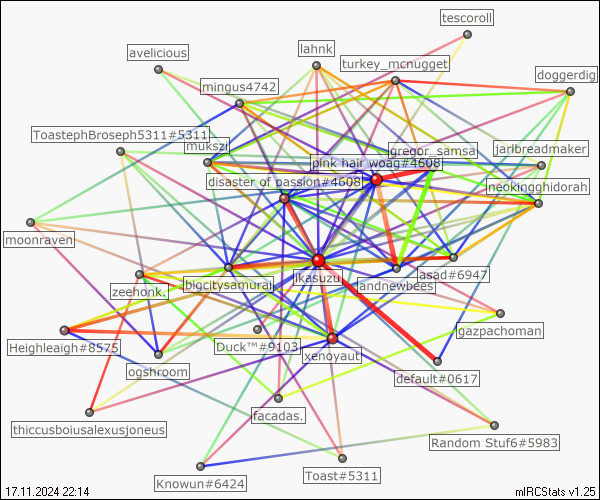 tescoroll
lahnk
avelicious
turkey_mcnugget
doggerdig
mingus4742
ToastephBroseph5311#5311
mukszi
gregor_samsa
jarlbreadmaker
pink hair woag#4608
disaster of passion#4608
neokingghidorah
moonraven
jkasuzu
lasad#6947
zeehonk.
bigcitysamurai
andnewbees
gazpachoman
Heighleigh#8575
Duck™#9103
xenoyaut
ogshroom
default#0617
facadas.
thiccusboiusalexusjoneus
Random Stuf6#5983
Toast#5311
Knowun#6424
17.11.2024 22:14
mIRCStats v1.25